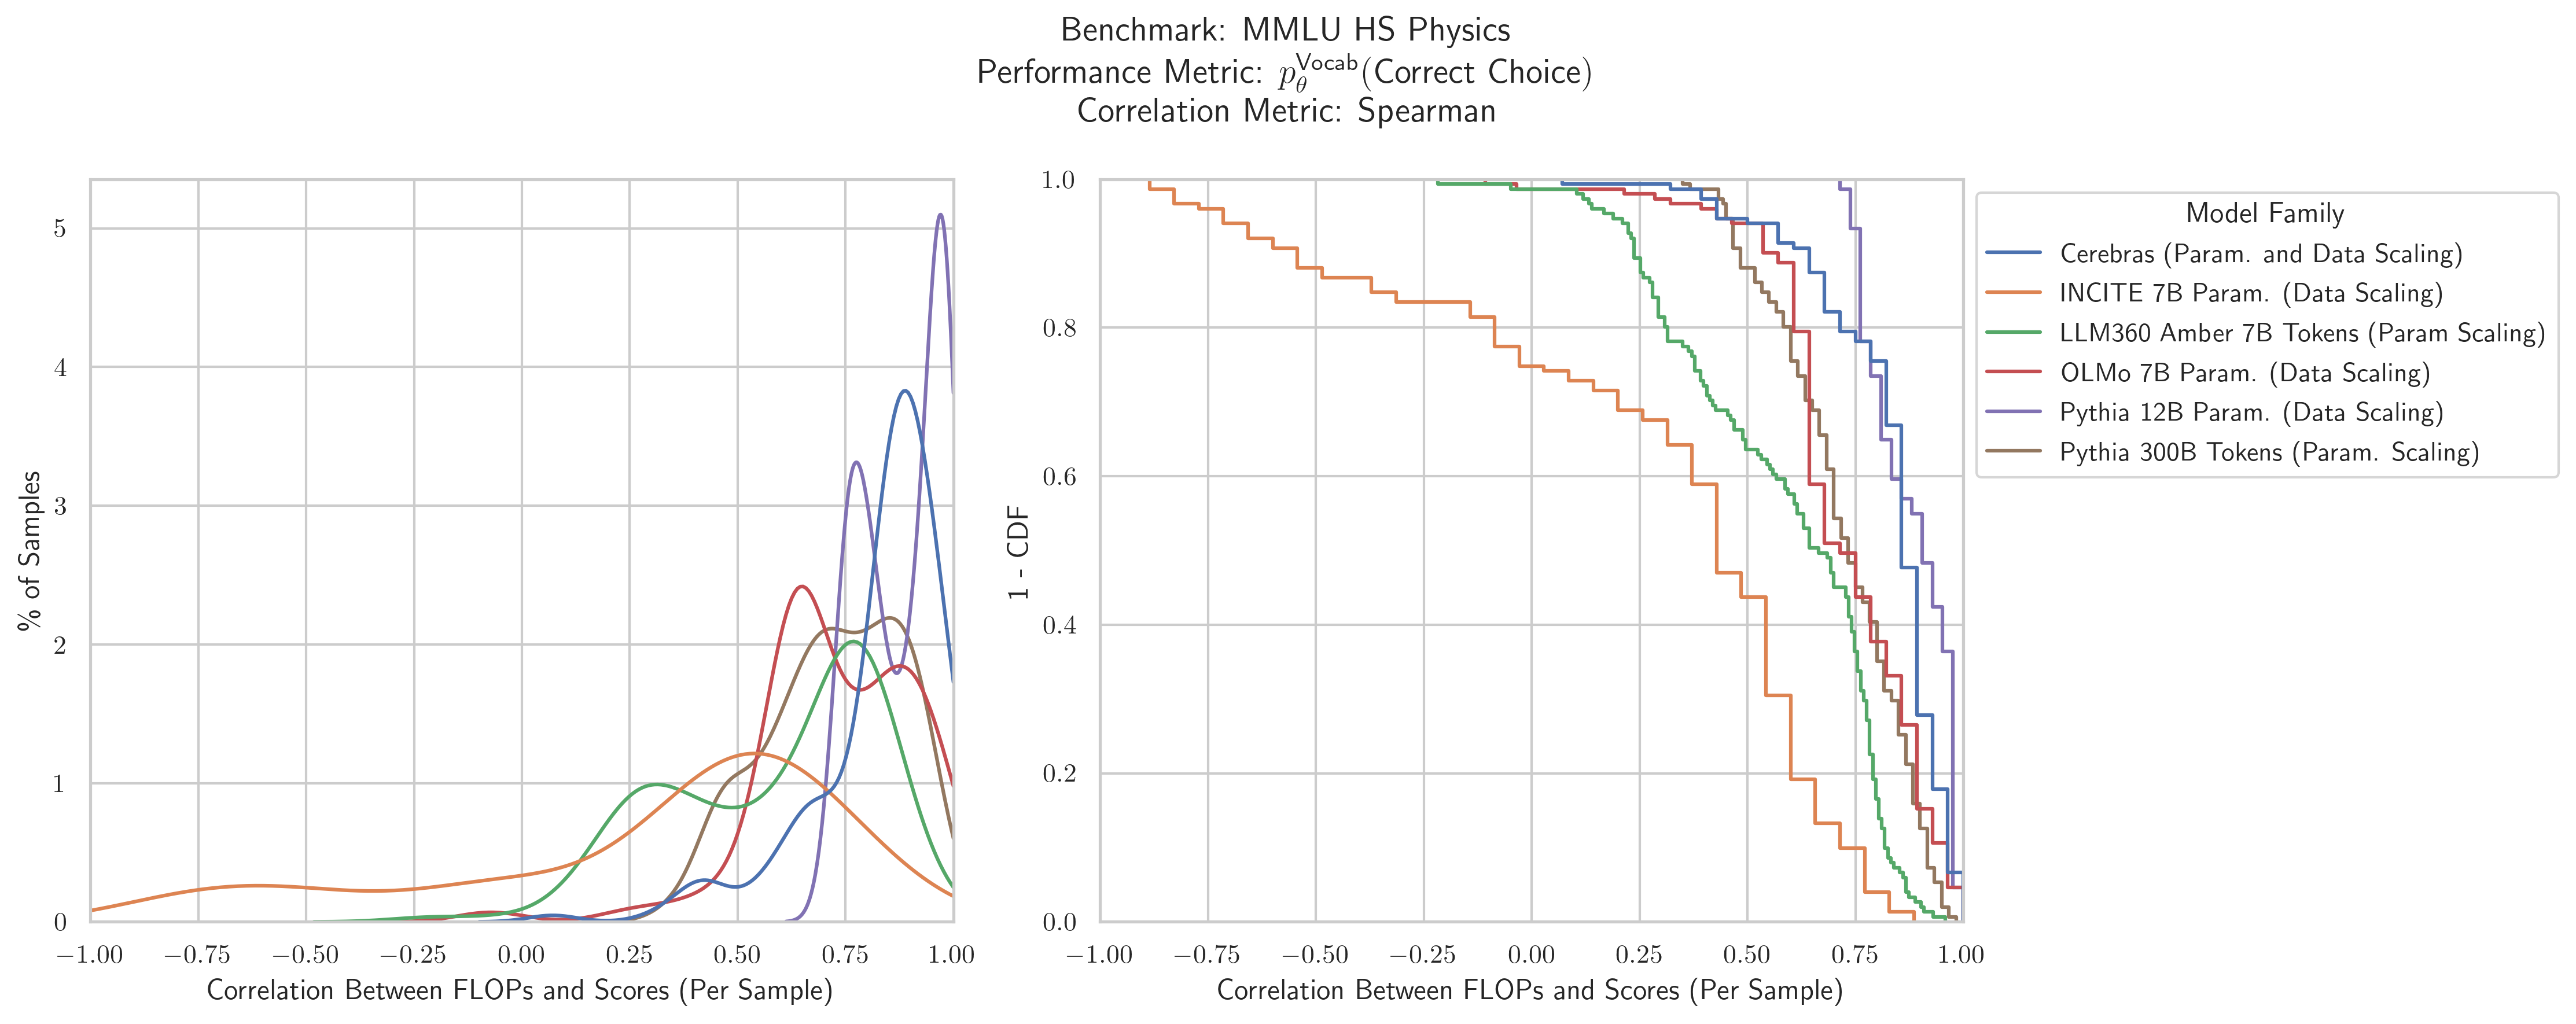 Benchmark: MMLU HS Physics
Performance Metric: p_θ^Vocab(Correct Choice)
Correlation Metric: Spearman
% of Samples
5
4
3
2
1
0
−1.00 −0.75 −0.50 −0.25 0.00 0.25 0.50 0.75 1.00
Correlation Between FLOPs and Scores (Per Sample)
1 - CDF
1.0
0.8
0.6
0.4
0.2
0.0
−1.00 −0.75 −0.50 −0.25 0.00 0.25 0.50 0.75 1.00
Correlation Between FLOPs and Scores (Per Sample)
Model Family
Cerebras (Param. and Data Scaling)
INCITE 7B Param. (Data Scaling)
LLM360 Amber 7B Tokens (Param Scaling)
OLMo 7B Param. (Data Scaling)
Pythia 12B Param. (Data Scaling)
Pythia 300B Tokens (Param. Scaling)